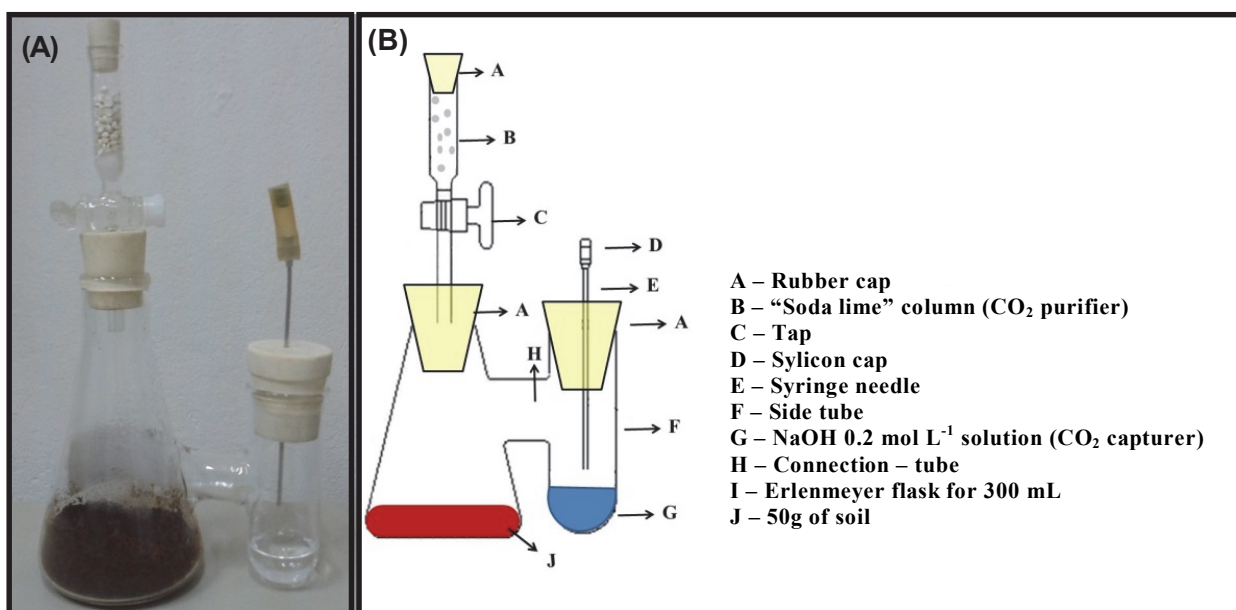 (A)
(B)
A
B
C
D
E
A
A
H
F
G
J
A – Rubber cap
B – “Soda lime” column (CO₂ purifier)
C – Tap
D – Sylicon cap
E – Syringe needle
F – Side tube
G – NaOH 0.2 mol L⁻¹ solution (CO₂ capturer)
H – Connection – tube
I – Erlenmeyer flask for 300 mL
J – 50g of soil